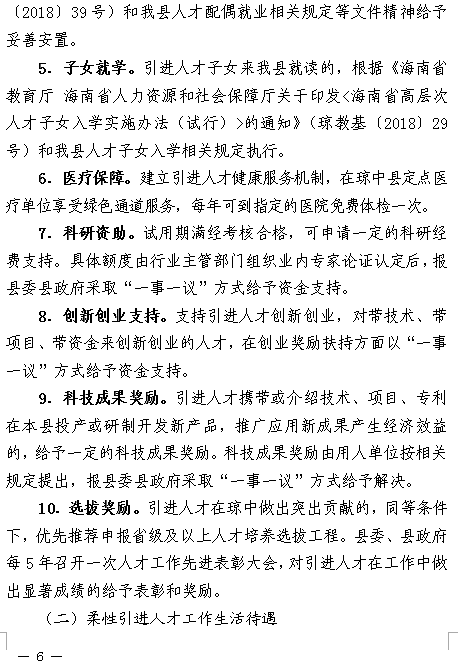 〔2018〕39 号）和我县人才配偶就业相关规定等文件精神给予
妥善安置。
5. 子女就学。引进人才子女来我县就读的，根据《海南省
教育厅 海南省人力资源和社会保障厅关于印发<海南省高层次
人才子女入学实施办法（试行）>的通知》（琼教基〔2018〕29
号）和我县人才子女入学相关规定执行。
6. 医疗保障。建立引进人才健康服务机制，在琼中县定点医
疗单位享受绿色通道服务，每年可到指定的医院免费体检一次。
7. 科研资助。试用期满经考核合格，可申请一定的科研经
费支持。具体额度由行业主管部门组织业内专家论证认定后，报
县委县政府采取“一事一议”方式给予资金支持。
8. 创新创业支持。支持引进人才创新创业，对带技术、带
项目、带资金来创新创业的人才，在创业奖励扶持方面以“一事
一议”方式给予资金支持。
9. 科技成果奖励。引进人才携带或介绍技术、项目、专利
在本县投产或研制开发新产品，推广应用新成果产生经济效益
的，给予一定的科技成果奖励。科技成果奖励由用人单位按相关
规定提出，报县委县政府采取“一事一议”方式给予解决。
10. 选拔奖励。引进人才在琼中做出突出贡献的，同等条件
下，优先推荐申报省级及以上人才培养选拔工程。县委、县政府
每 5 年召开一次人才工作先进表彰大会，对引进人才在工作中做
出显著成绩的给予表彰和奖励。
（二）柔性引进人才工作生活待遇
— 6 —